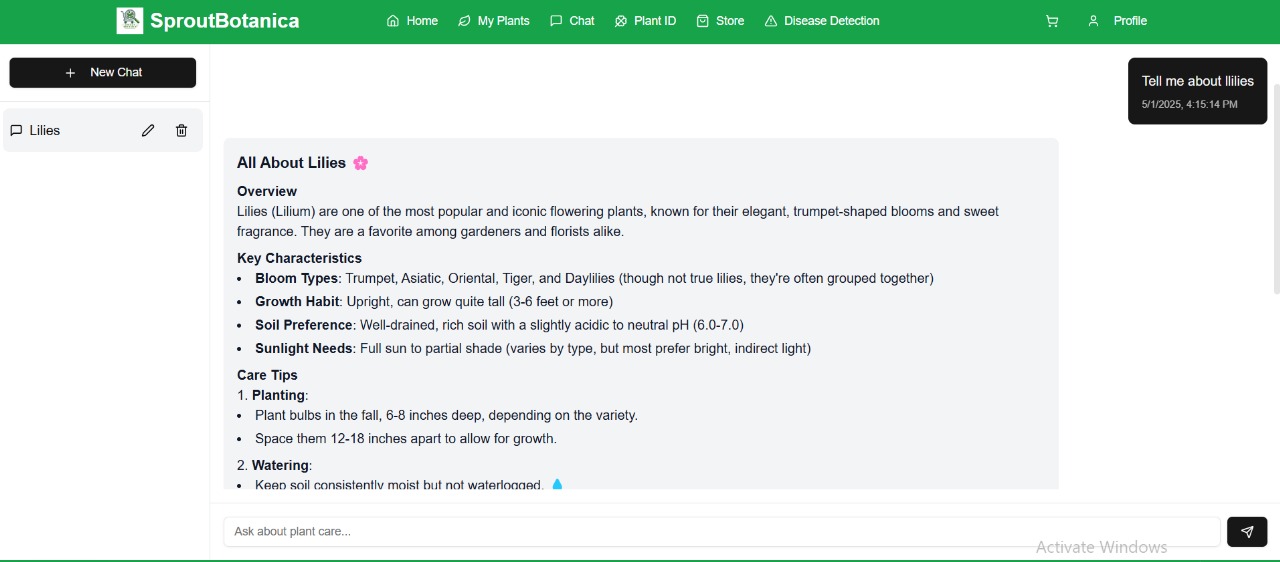 SproutBotanica
Home
My Plants
Chat
Plant ID
Store
Disease Detection
Profile
New Chat
Lilies
Tell me about llilies
5/1/2025, 4:15:14 PM
All About Lilies 🌸
Overview
Lilies (Lilium) are one of the most popular and iconic flowering plants, known for their elegant, trumpet-shaped blooms and sweet
fragrance. They are a favorite among gardeners and florists alike.
Key Characteristics
• Bloom Types: Trumpet, Asiatic, Oriental, Tiger, and Daylilies (though not true lilies, they're often grouped together)
• Growth Habit: Upright, can grow quite tall (3-6 feet or more)
• Soil Preference: Well-drained, rich soil with a slightly acidic to neutral pH (6.0-7.0)
• Sunlight Needs: Full sun to partial shade (varies by type, but most prefer bright, indirect light)
Care Tips
1. Planting:
• Plant bulbs in the fall, 6-8 inches deep, depending on the variety.
• Space them 12-18 inches apart to allow for growth.
2. Watering:
• Keep soil consistently moist but not waterlogged. 💧
Ask about plant care...
Activate Windows